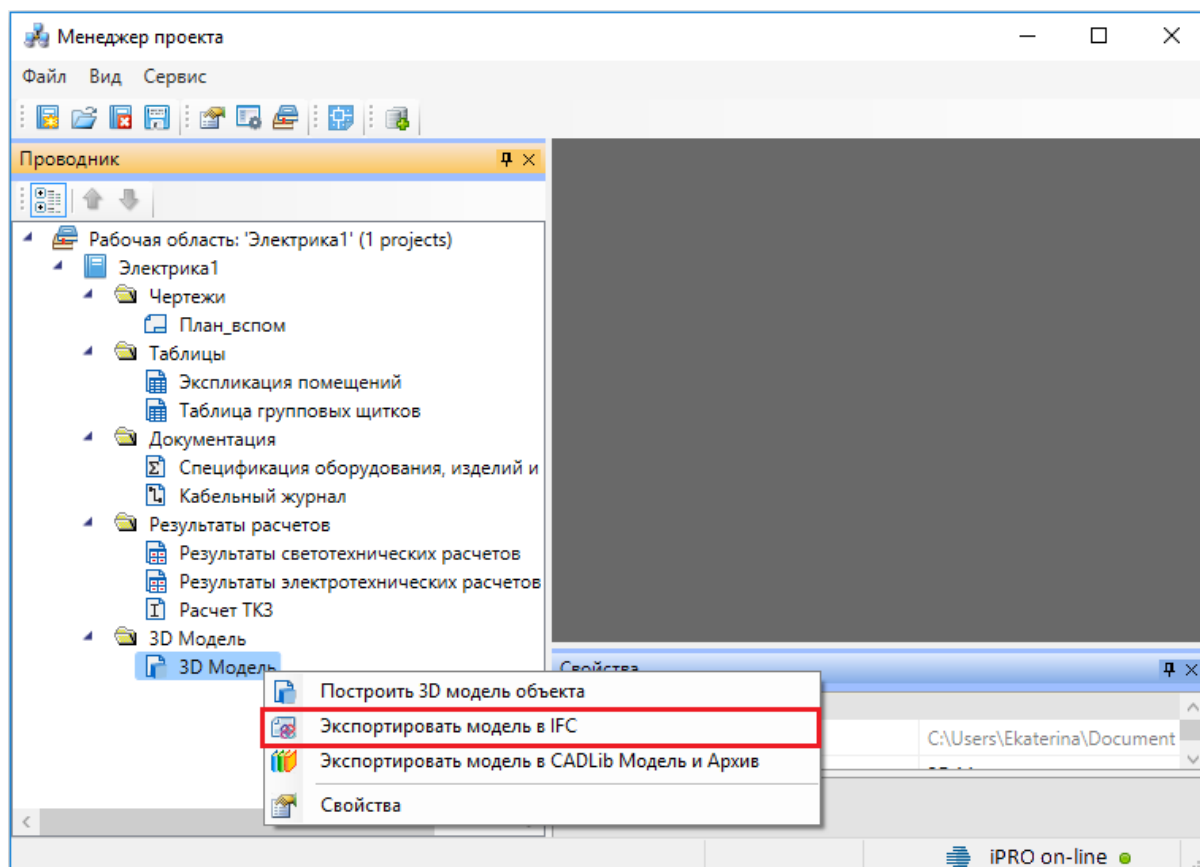 Менеджер проекта
Файл Вид Сервис
Проводник
Рабочая область: 'Электрика1' (1 projects)
Электрика1
Чертежи
План_вспом
Таблицы
Экспликация помещений
Таблица групповых щитков
Документация
Спецификация оборудования, изделий и
Кабельный журнал
Результаты расчетов
Результаты светотехнических расчетов
Результаты электротехнических расчетов
Расчет ТКЗ
3D Модель
3D Модель
Свойства
Построить 3D модель объекта
Экспортировать модель в IFC
C:\Users\Ekaterina\Document
Экспортировать модель в CADLib Модель и Архив
Свойства
iPRO on-line